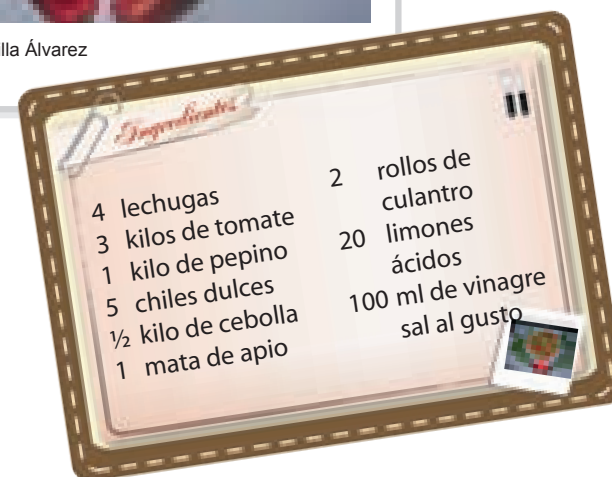 lla Álvarez
Ingredientes
4 lechugas
3 kilos de tomate
1 kilo de pepino
5 chiles dulces
½ kilo de cebolla
1 mata de apio
2 rollos de
culantro
20 limones
ácidos
100 ml de vinagre
sal al gusto